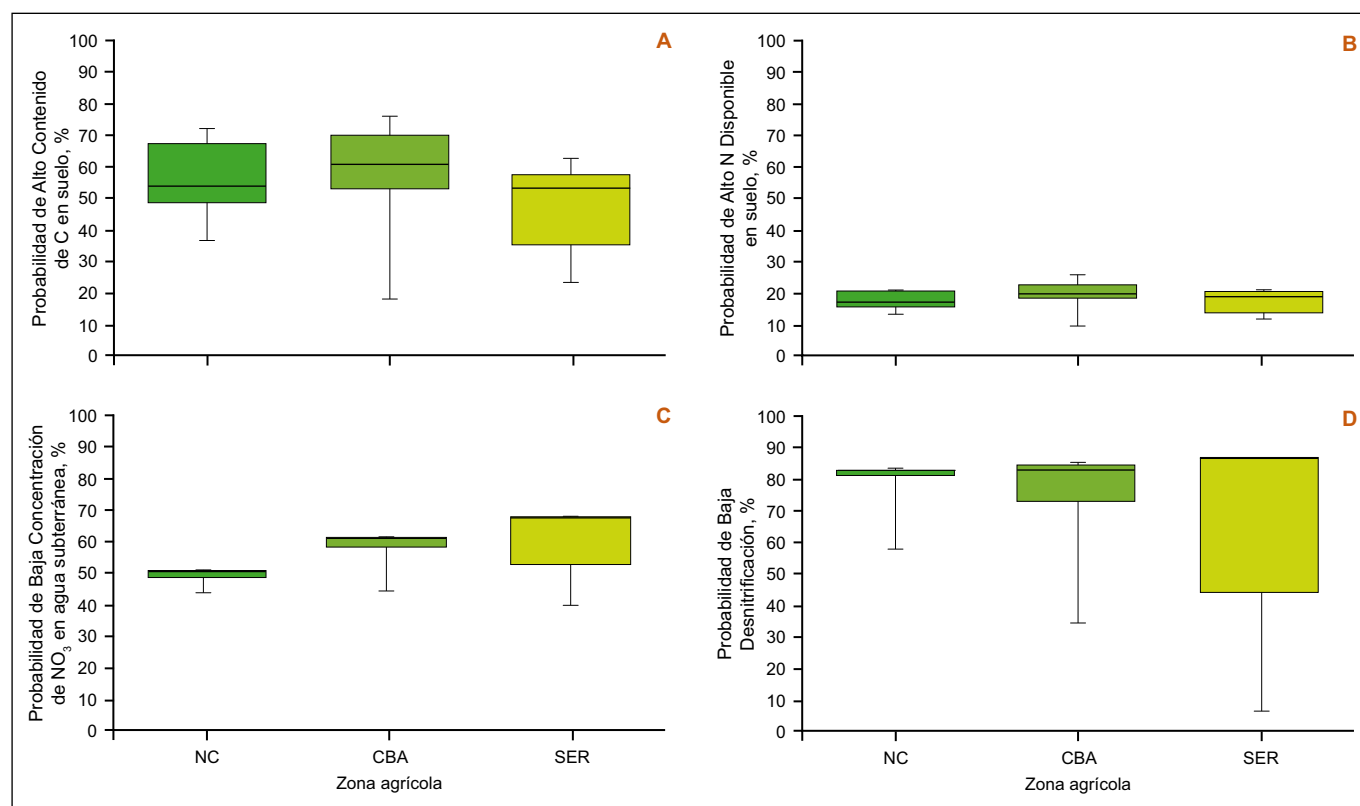 A
Probabilidad de Alto Contenido
de C en suelo, %
100
90
80
70
60
50
40
30
20
10
0
B
Probabilidad de Alto N Disponible
en suelo, %
100
90
80
70
60
50
40
30
20
10
0
C
Probabilidad de Baja Concentración
de NO3 en agua subterránea, %
100
90
80
70
60
50
40
30
20
10
0
NC CBA SER
Zona agrícola
D
Probabilidad de Baja
Desnitrificación, %
100
90
80
70
60
50
40
30
20
10
0
NC CBA SER
Zona agrícola